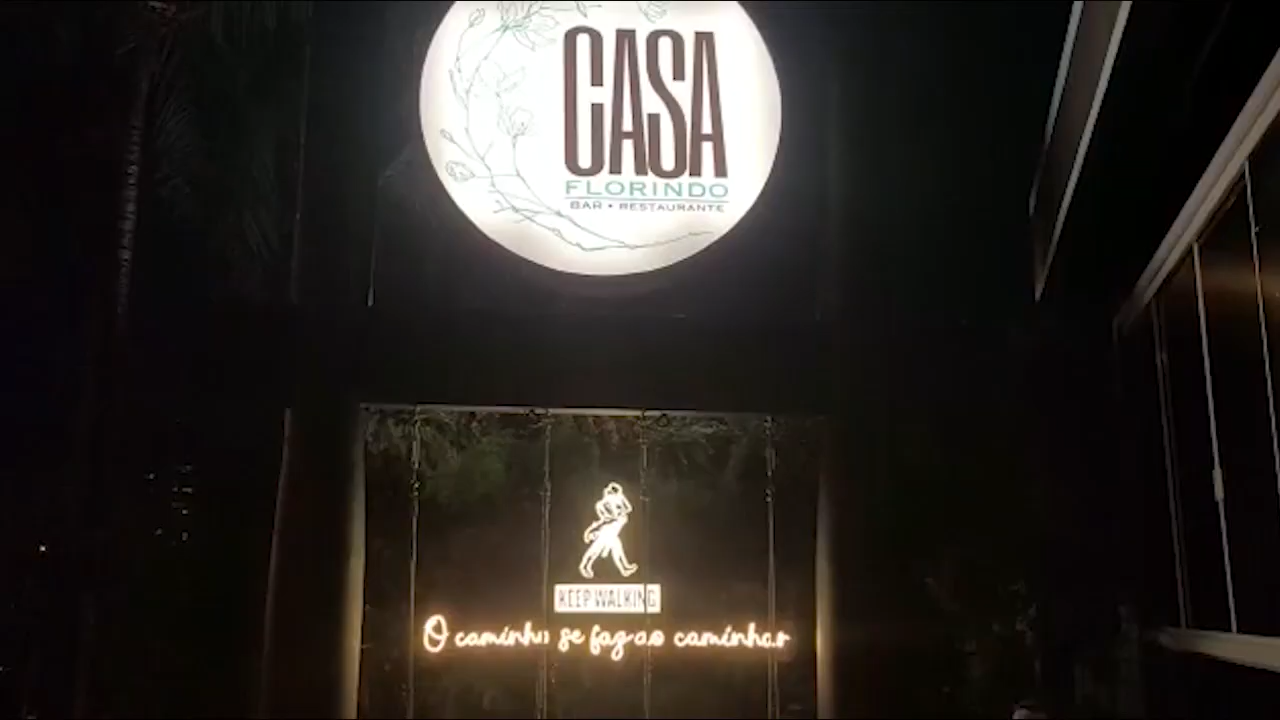 CASA
FLORINDO
BAR • RESTAURANTE
KEEP WALKING
O caminho se faz ao caminhar